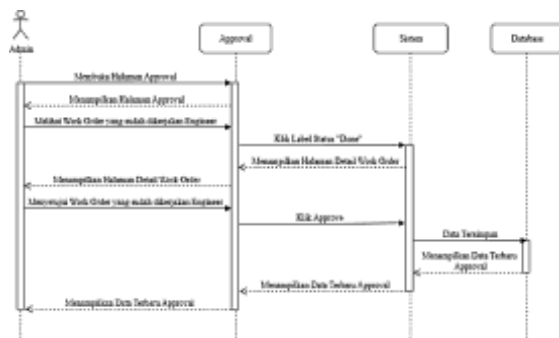 Admin
Approval
Sistem
Database
Membuka Halaman Approval
Menampilkan Halaman Approval
Melihat Work Order yang sudah dikerjakan Engineer
Klik Label Status "Done"
Menampilkan Halaman Detail Work Order
Menampilkan Halaman Detail Work Order
Menyetujui Work Order yang sudah dikerjakan Engineer
Klik Approve
Data Tersimpan
Menampilkan Data Terbaru
Approval
Menampilkan Data Terbaru Approval
Menampilkan Data Terbaru Approval